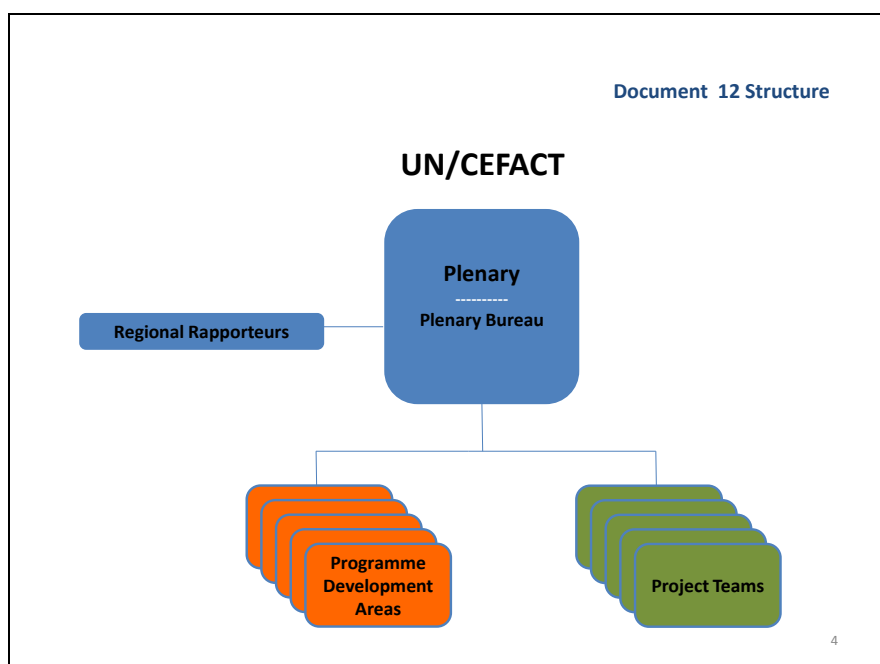 Document 12 Structure
UN/CEFACT
Plenary
----------
Plenary Bureau
Regional Rapporteurs
Programme
Development
Areas
Project Teams
4